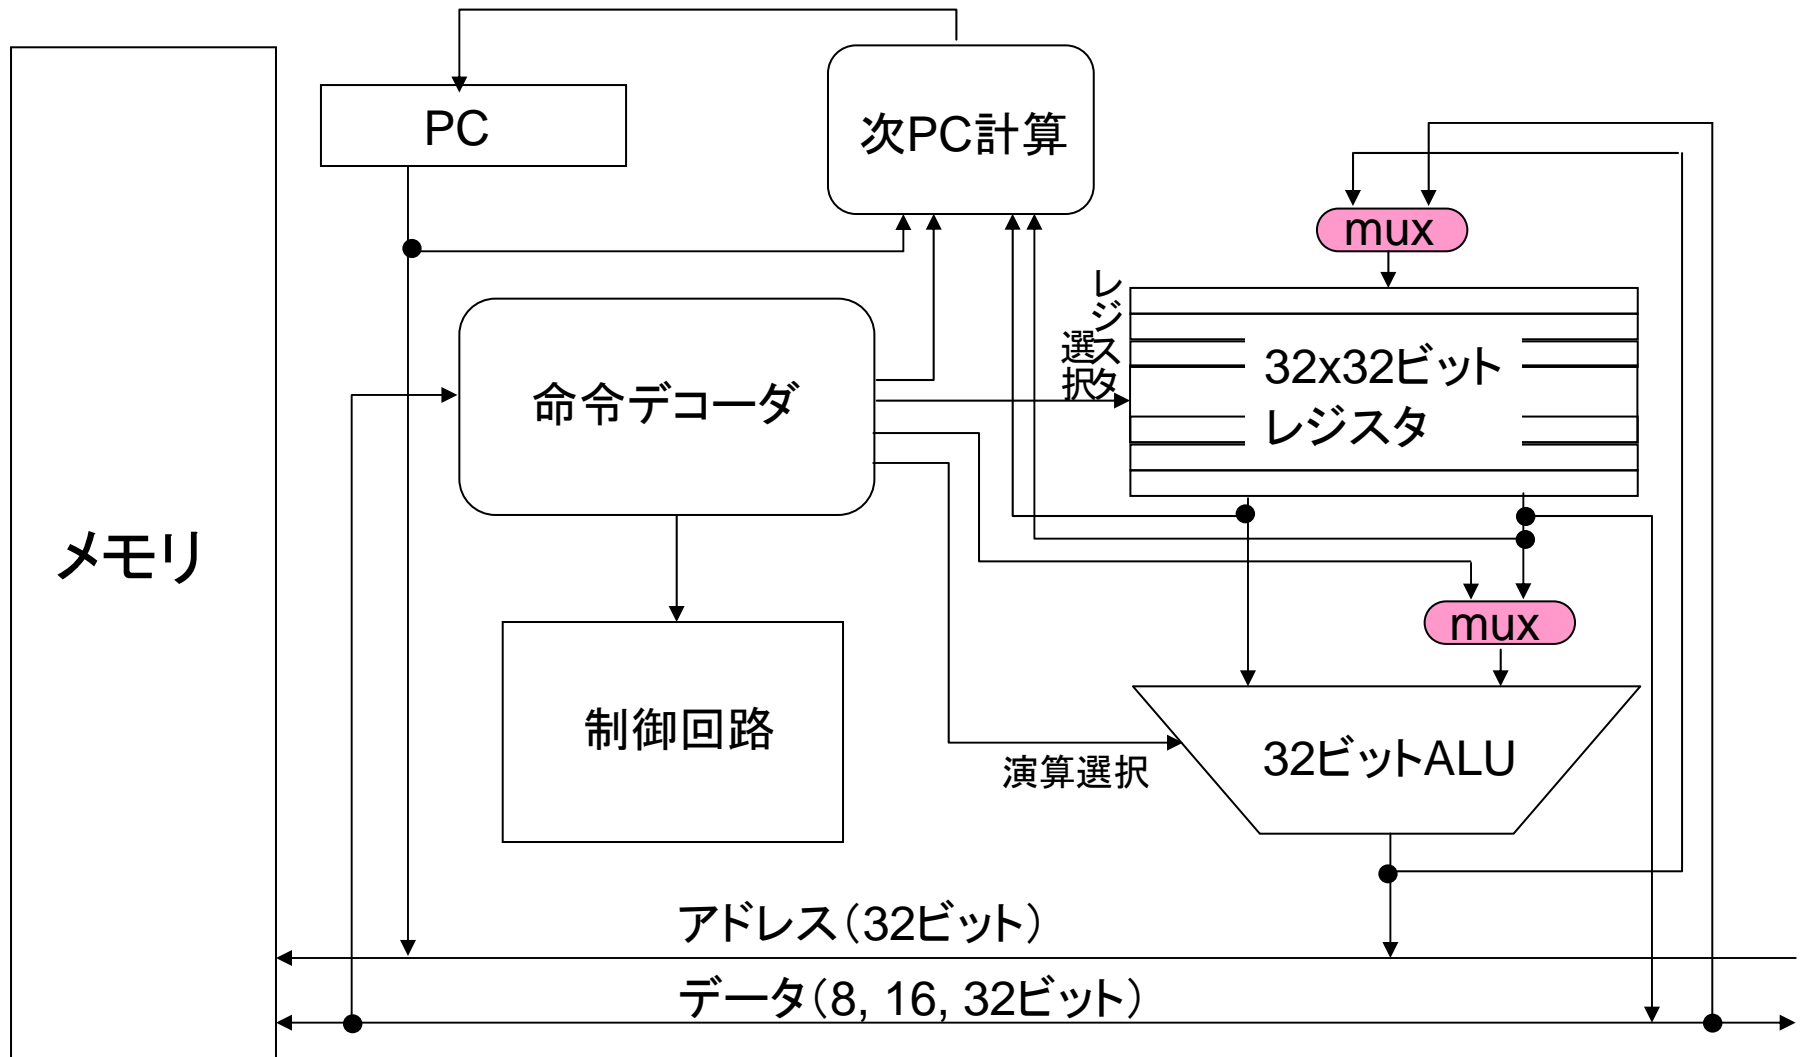 PC
次PC計算
mux
レジスタ
選択
32x32ビット
レジスタ
命令デコーダ
メモリ
mux
制御回路
32ビットALU
演算選択
アドレス(32ビット)
データ(8, 16, 32ビット)